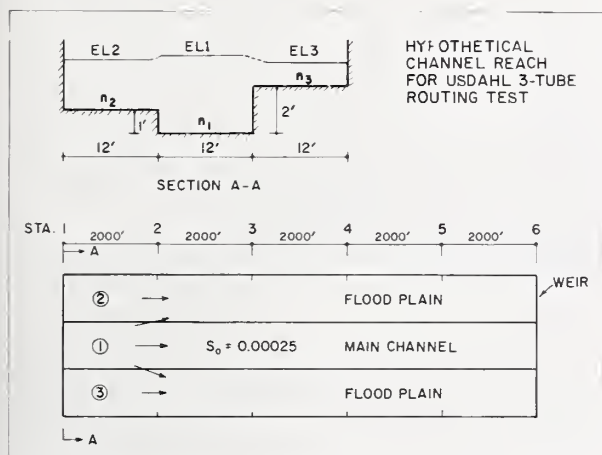 HYPOTHETICAL
CHANNEL REACH
FOR USDAHL 3-TUBE
ROUTING TEST
EL2 EL1 EL3
n3
n2
n1
1'
2'
12' 12' 12'
SECTION A-A
STA. 1 2 3 4 5 6
2000' 2000' 2000' 2000' 2000'
A
WEIR
② FLOOD PLAIN
① S₀ = 0.00025 MAIN CHANNEL
③ FLOOD PLAIN
A